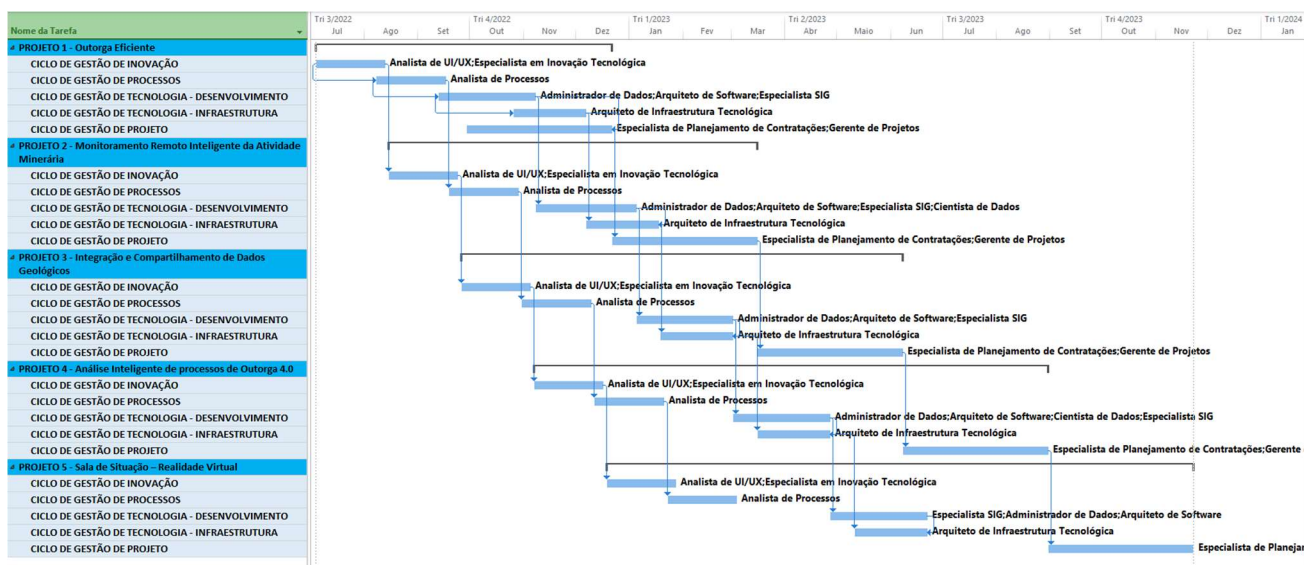 Tri 3/2022 Tri 4/2022 Tri 1/2023 Tri 2/2023 Tri 3/2023 Tri 4/2023 Tri 1/2024
Nome da Tarefa Jul Ago Set Out Nov Dez Jan Fev Mar Abr Maio Jun Jul Ago Set Out Nov Dez Jan
PROJETO 1 - Outorga Eficiente
CICLO DE GESTÃO DE INOVAÇÃO Analista de UI/UX;Especialista em Inovação Tecnológica
CICLO DE GESTÃO DE PROCESSOS Analista de Processos
CICLO DE GESTÃO DE TECNOLOGIA - DESENVOLVIMENTO Administrador de Dados;Arquiteto de Software;Especialista SIG
CICLO DE GESTÃO DE TECNOLOGIA - INFRAESTRUTURA Arquiteto de Infraestrutura Tecnológica
CICLO DE GESTÃO DE PROJETO Especialista de Planejamento de Contratações;Gerente de Projetos
PROJETO 2 - Monitoramento Remoto Inteligente da Atividade
Minerária
CICLO DE GESTÃO DE INOVAÇÃO Analista de UI/UX;Especialista em Inovação Tecnológica
CICLO DE GESTÃO DE PROCESSOS Analista de Processos
CICLO DE GESTÃO DE TECNOLOGIA - DESENVOLVIMENTO Administrador de Dados;Arquiteto de Software;Especialista SIG;Cientista de Dados
CICLO DE GESTÃO DE TECNOLOGIA - INFRAESTRUTURA Arquiteto de Infraestrutura Tecnológica
CICLO DE GESTÃO DE PROJETO Especialista de Planejamento de Contratações;Gerente de Projetos
PROJETO 3 - Integração e Compartilhamento de Dados
Geológicos
CICLO DE GESTÃO DE INOVAÇÃO Analista de UI/UX;Especialista em Inovação Tecnológica
CICLO DE GESTÃO DE PROCESSOS Analista de Processos
CICLO DE GESTÃO DE TECNOLOGIA - DESENVOLVIMENTO Administrador de Dados;Arquiteto de Software;Especialista SIG
CICLO DE GESTÃO DE TECNOLOGIA - INFRAESTRUTURA Arquiteto de Infraestrutura Tecnológica
CICLO DE GESTÃO DE PROJETO Especialista de Planejamento de Contratações;Gerente de Projetos
PROJETO 4 - Análise Inteligente de processos de Outorga 4.0
CICLO DE GESTÃO DE INOVAÇÃO Analista de UI/UX;Especialista em Inovação Tecnológica
CICLO DE GESTÃO DE PROCESSOS Analista de Processos
CICLO DE GESTÃO DE TECNOLOGIA - DESENVOLVIMENTO Administrador de Dados;Arquiteto de Software;Cientista de Dados;Especialista SIG
CICLO DE GESTÃO DE TECNOLOGIA - INFRAESTRUTURA Arquiteto de Infraestrutura Tecnológica
CICLO DE GESTÃO DE PROJETO Especialista de Planejamento de Contratações;Gerente
PROJETO 5 - Sala de Situação – Realidade Virtual
CICLO DE GESTÃO DE INOVAÇÃO Analista de UI/UX;Especialista em Inovação Tecnológica
CICLO DE GESTÃO DE PROCESSOS Analista de Processos
CICLO DE GESTÃO DE TECNOLOGIA - DESENVOLVIMENTO Especialista SIG;Administrador de Dados;Arquiteto de Software
CICLO DE GESTÃO DE TECNOLOGIA - INFRAESTRUTURA Arquiteto de Infraestrutura Tecnológica
CICLO DE GESTÃO DE PROJETO Especialista de